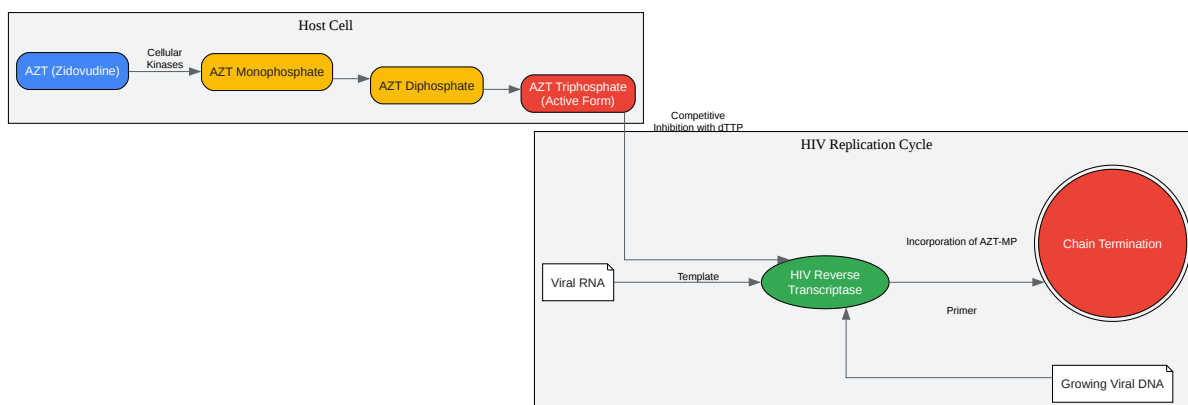 Host Cell
AZT (Zidovudine)
Cellular
Kinases
AZT Monophosphate
AZT Diphosphate
AZT Triphosphate
(Active Form)
Competitive
Inhibition with dTTP
HIV Replication Cycle
Viral RNA
Template
HIV Reverse
Transcriptase
Incorporation of AZT-MP
Chain Termination
Primer
Growing Viral DNA